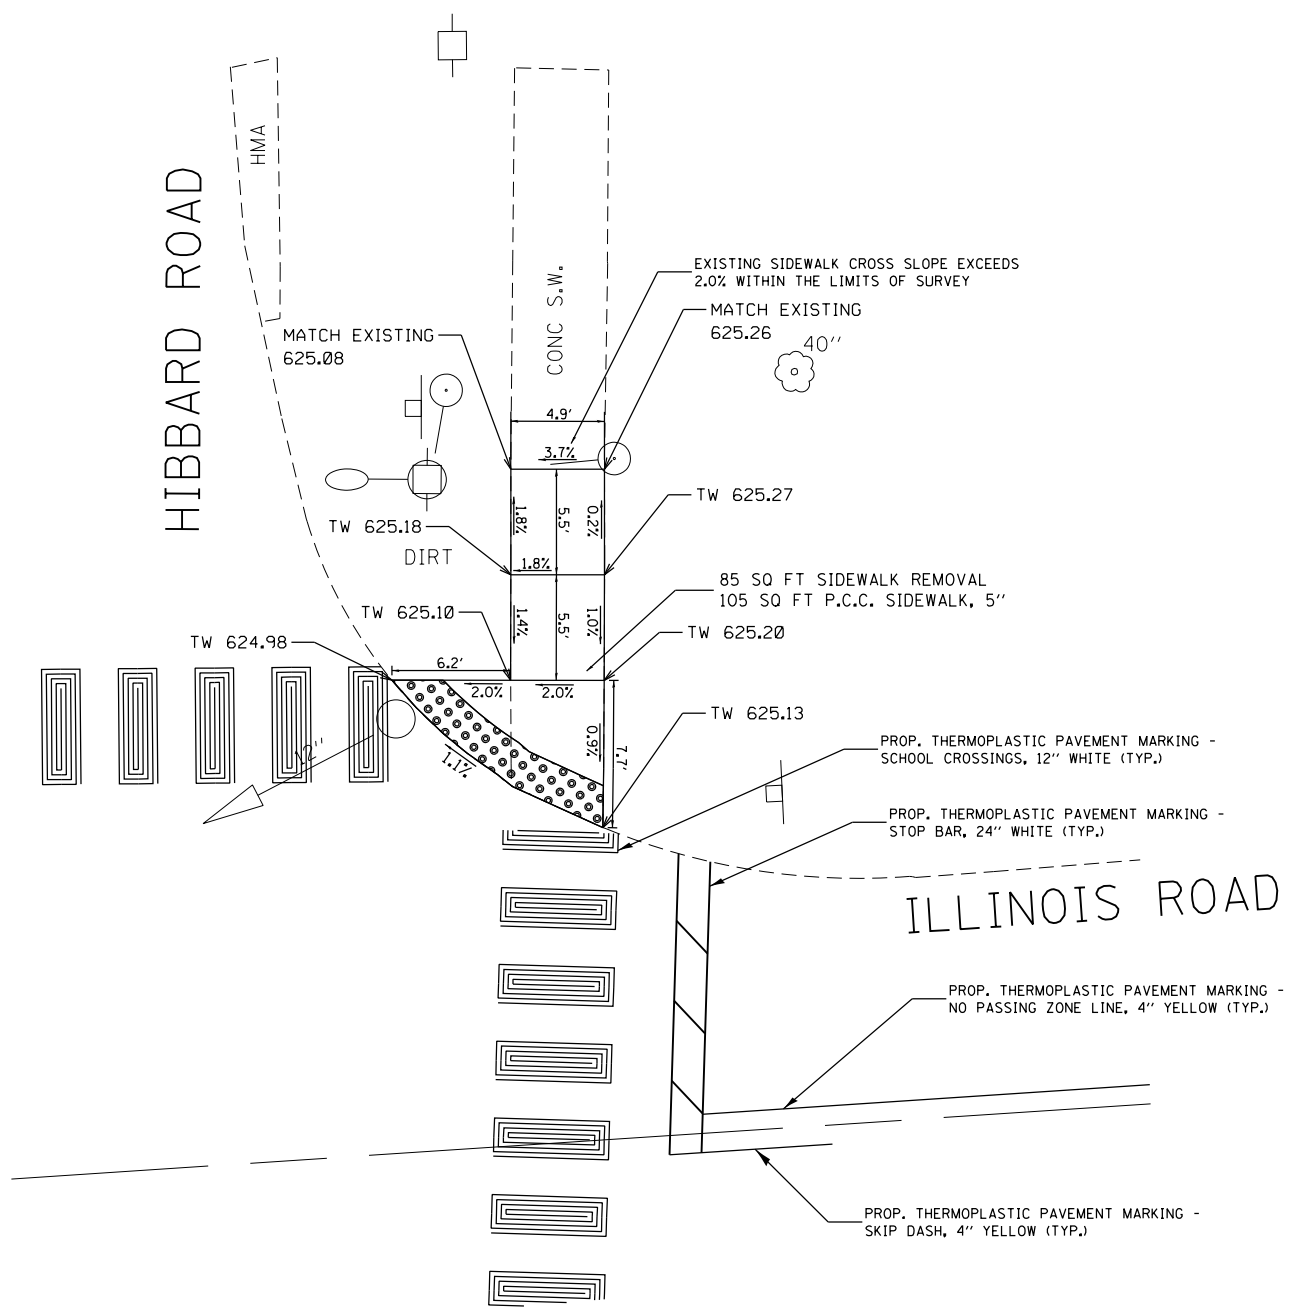 HMA
HIBBARD ROAD
CONC S.W.
EXISTING SIDEWALK CROSS SLOPE EXCEEDS
2.0% WITHIN THE LIMITS OF SURVEY
MATCH EXISTING
625.26
40"
MATCH EXISTING
625.08
4.9'
3.7%
TW 625.27
1.8%
5.5'
0.2%
TW 625.18
DIRT
1.8%
85 SQ FT SIDEWALK REMOVAL
105 SQ FT P.C.C. SIDEWALK, 5"
TW 625.10
1.4%
5.5'
1.0%
TW 625.20
TW 624.98
6.2'
2.0%
2.0%
TW 625.13
0.9%
7.7'
1.1%
12"
PROP. THERMOPLASTIC PAVEMENT MARKING -
SCHOOL CROSSINGS, 12" WHITE (TYP.)
PROP. THERMOPLASTIC PAVEMENT MARKING -
STOP BAR, 24" WHITE (TYP.)
ILLINOIS ROAD
PROP. THERMOPLASTIC PAVEMENT MARKING -
NO PASSING ZONE LINE, 4" YELLOW (TYP.)
PROP. THERMOPLASTIC PAVEMENT MARKING -
SKIP DASH, 4" YELLOW (TYP.)